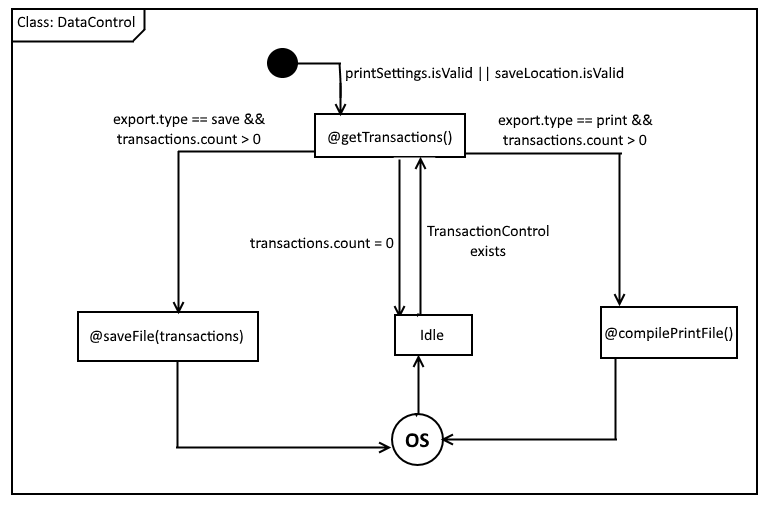 Class: DataControl
printSettings.isValid || saveLocation.isValid
export.type == save &&
transactions.count > 0
@getTransactions()
export.type == print &&
transactions.count > 0
transactions.count = 0
TransactionControl
exists
@saveFile(transactions)
Idle
@compilePrintFile()
OS